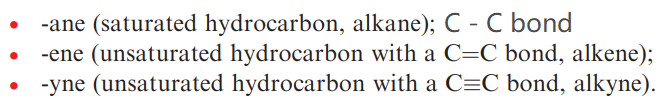 • -ane (saturated hydrocarbon, alkane); C - C bond
• -ene (unsaturated hydrocarbon with a C=C bond, alkene);
• -yne (unsaturated hydrocarbon with a C≡C bond, alkyne).